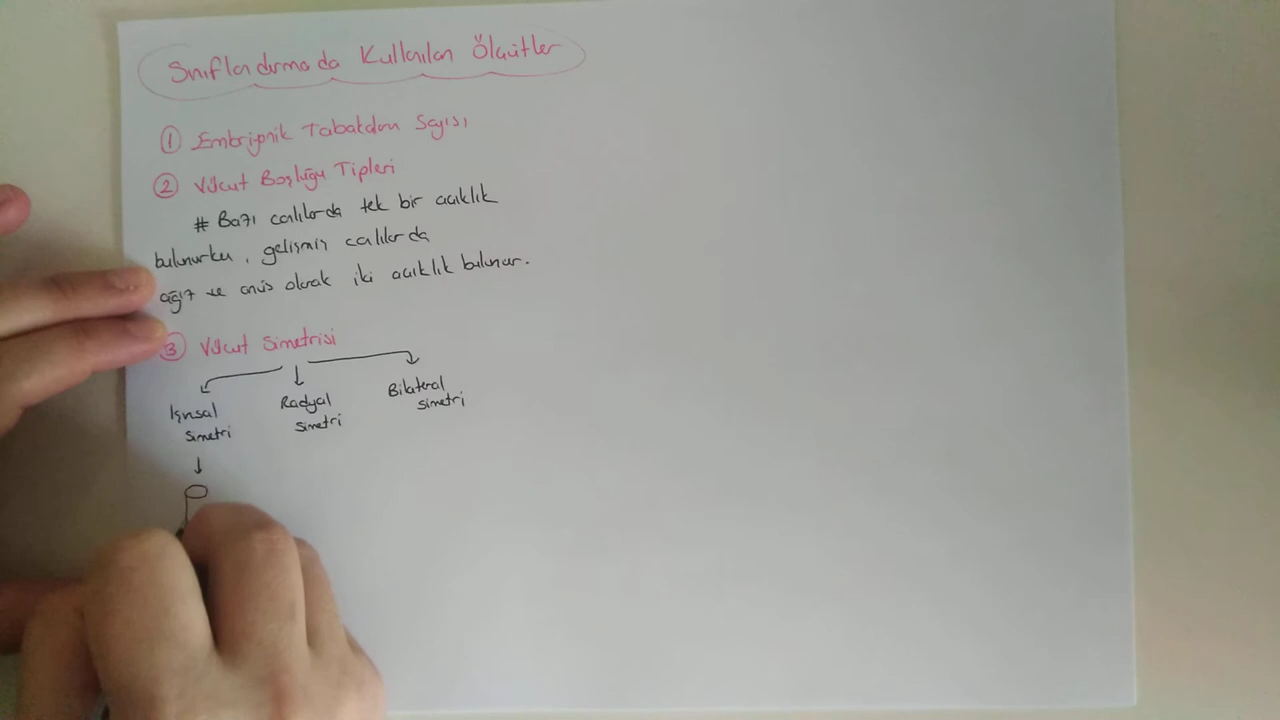 Sınıflandırmada Kullanılan Ölçütler
① Embriyonik Tabakaların Sayısı
② Vücut Boşluğu Tipleri
# Bazı canlılarda tek bir açıklık
bulunurken, gelişmiş canlılarda
ağız ve anüs olarak iki açıklık bulunur.
③ Vücut Simetrisi
Işınsal
Simetri
Radyal
Simetri
Bilateral
Simetri